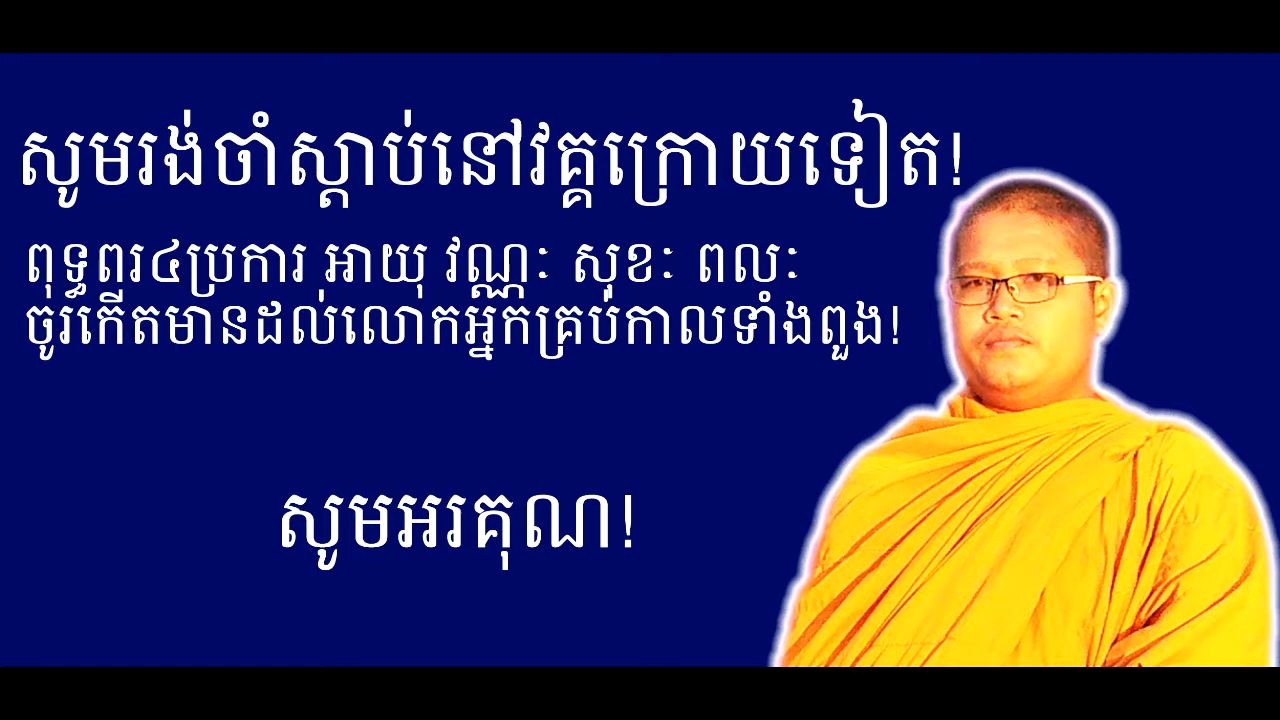 សូមរង់ចាំស្ដាប់នៅវគ្គក្រោយទៀត!
ពុទ្ធពរ៤ប្រការ អាយុ វណ្ណៈ សុខៈ ពលៈ
ចូរកើតមានដល់លោកអ្នកគ្រប់កាលទាំងពួង!
សូមអរគុណ!